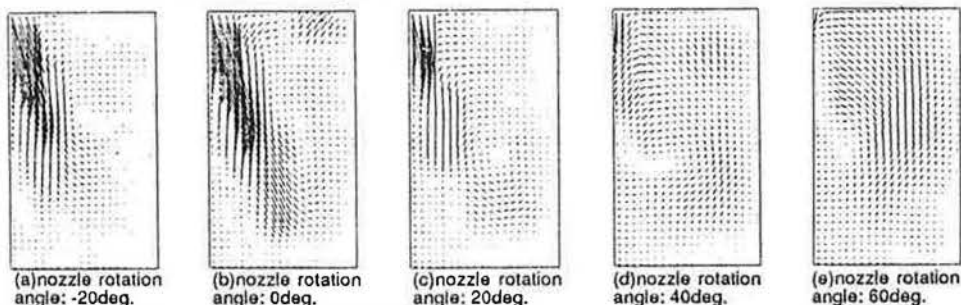 (a)nozzle rotation
angle: -20deg.
(b)nozzle rotation
angle: 0deg.
(c)nozzle rotation
angle: 20deg.
(d)nozzle rotation
angle: 40deg.
(e)nozzle rotation
angle: 60deg.